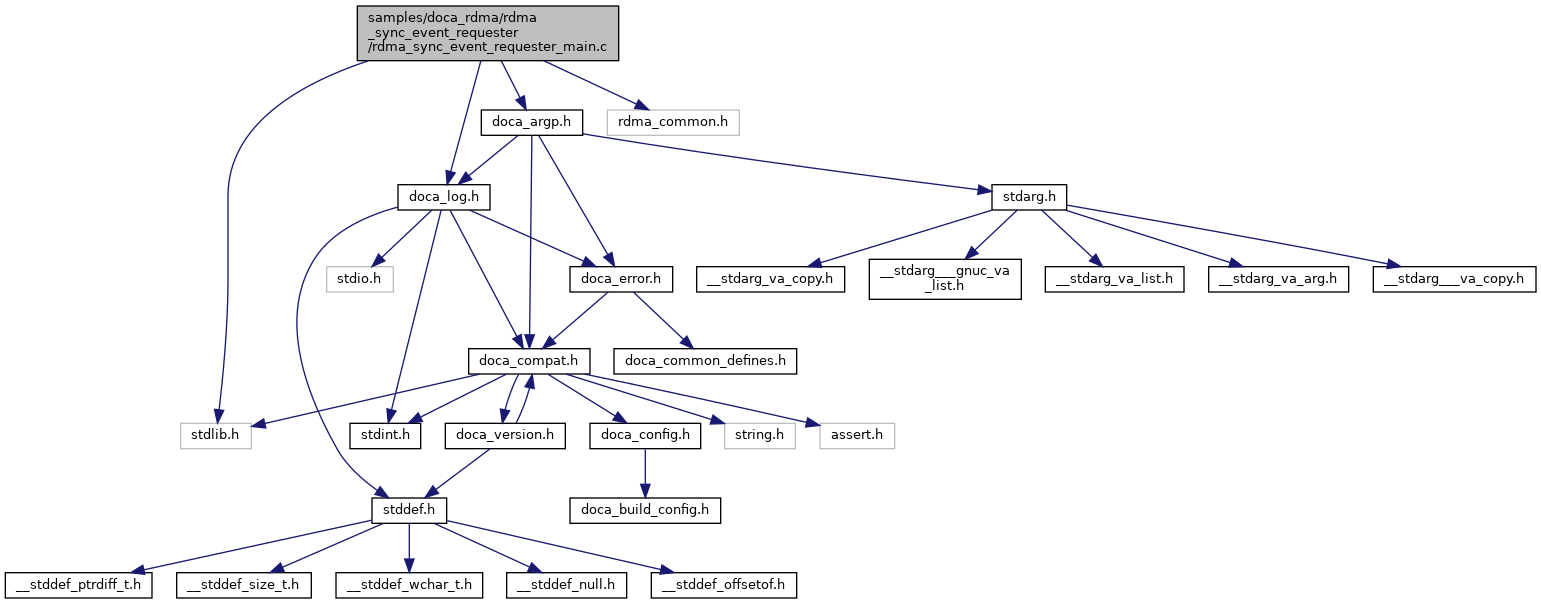 samples/doca_rdma/rdma
_sync_event_requester
/rdma_sync_event_requester_main.c
doca_argp.h
rdma_common.h
doca_log.h
stdarg.h
stdio.h
doca_error.h
__stdarg_va_copy.h
__stdarg___gnuc_va
_list.h
__stdarg_va_list.h
__stdarg_va_arg.h
__stdarg___va_copy.h
doca_compat.h
doca_common_defines.h
stdlib.h
stdint.h
doca_version.h
doca_config.h
string.h
assert.h
stddef.h
doca_build_config.h
__stddef_ptrdiff_t.h
__stddef_size_t.h
__stddef_wchar_t.h
__stddef_null.h
__stddef_offsetof.h